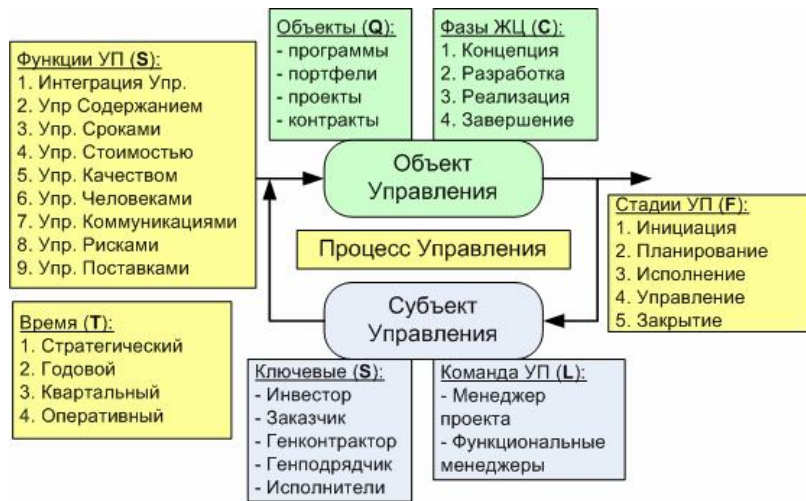 Функции УП (S):
1. Интеграция Упр.
2. Упр Содержанием
3. Упр. Сроками
4. Упр. Стоимостью
5. Упр. Качеством
6. Упр. Человеками
7. Упр. Коммуникациями
8. Упр. Рисками
9. Упр. Поставками
Объекты (Q):
- программы
- портфели
- проекты
- контракты
Фазы ЖЦ (C):
1. Концепция
2. Разработка
3. Реализация
4. Завершение
Объект
Управления
Процесс Управления
Субъект
Управления
Стадии УП (F):
1. Инициация
2. Планирование
3. Исполнение
4. Управление
5. Закрытие
Время (T):
1. Стратегический
2. Годовой
3. Квартальный
4. Оперативный
Ключевые (S):
- Инвестор
- Заказчик
- Генконтрактор
- Генподрядчик
- Исполнители
Команда УП (L):
- Менеджер
проекта
- Функциональные
менеджеры